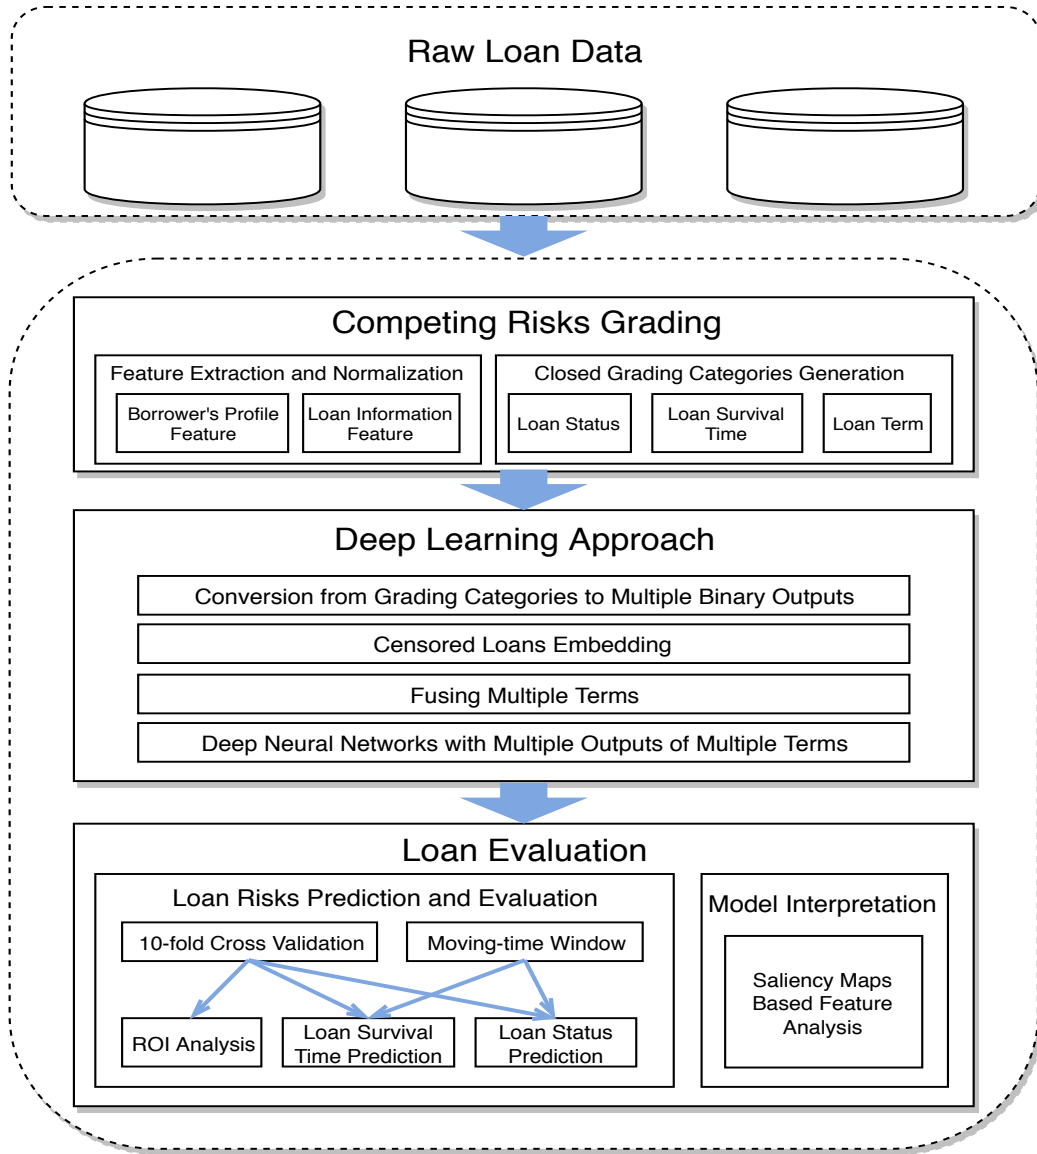 Raw Loan Data
Competing Risks Grading
Feature Extraction and Normalization
Borrower's Profile
Feature
Loan Information
Feature
Closed Grading Categories Generation
Loan Status
Loan Survival
Time
Loan Term
Deep Learning Approach
Conversion from Grading Categories to Multiple Binary Outputs
Censored Loans Embedding
Fusing Multiple Terms
Deep Neural Networks with Multiple Outputs of Multiple Terms
Loan Evaluation
Loan Risks Prediction and Evaluation
10-fold Cross Validation
Moving-time Window
ROI Analysis
Loan Survival
Time Prediction
Loan Status
Prediction
Model Interpretation
Saliency Maps
Based Feature
Analysis